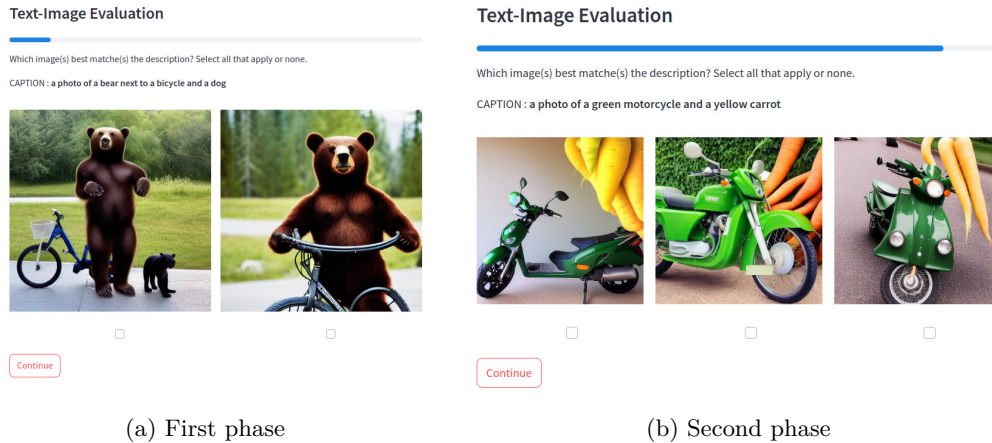 Text-Image Evaluation
Which image(s) best matche(s) the description? Select all that apply or none.
CAPTION : a photo of a bear next to a bicycle and a dog
Continue
(a) First phase
Text-Image Evaluation
Which image(s) best matche(s) the description? Select all that apply or none.
CAPTION : a photo of a green motorcycle and a yellow carrot
Continue
(b) Second phase